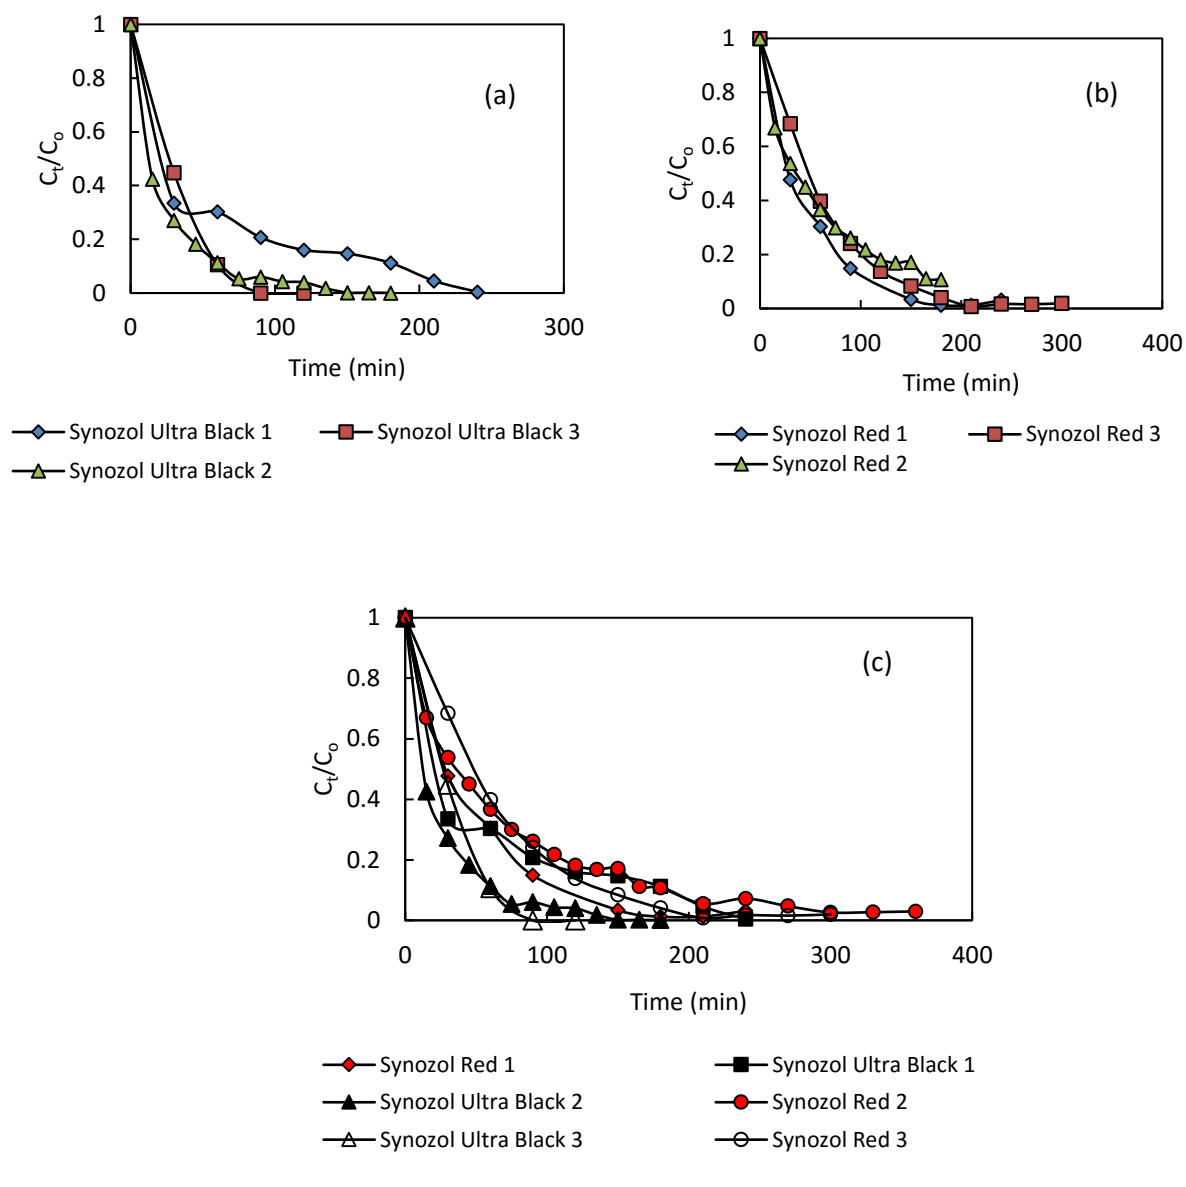 1
0.8
0.6
0.4
0.2
0
Ct/Co
(a)
0 100 200 300
Time (min)
Synozol Ultra Black 1 Synozol Ultra Black 3
Synozol Ultra Black 2
1
0.8
0.6
0.4
0.2
0
Ct/Co
(b)
0 100 200 300 400
Time (min)
Synozol Red 1 Synozol Red 3
Synozol Red 2
1
0.8
0.6
0.4
0.2
0
Ct/Co
(c)
0 100 200 300 400
Time (min)
Synozol Red 1 Synozol Ultra Black 1
Synozol Ultra Black 2 Synozol Red 2
Synozol Ultra Black 3 Synozol Red 3